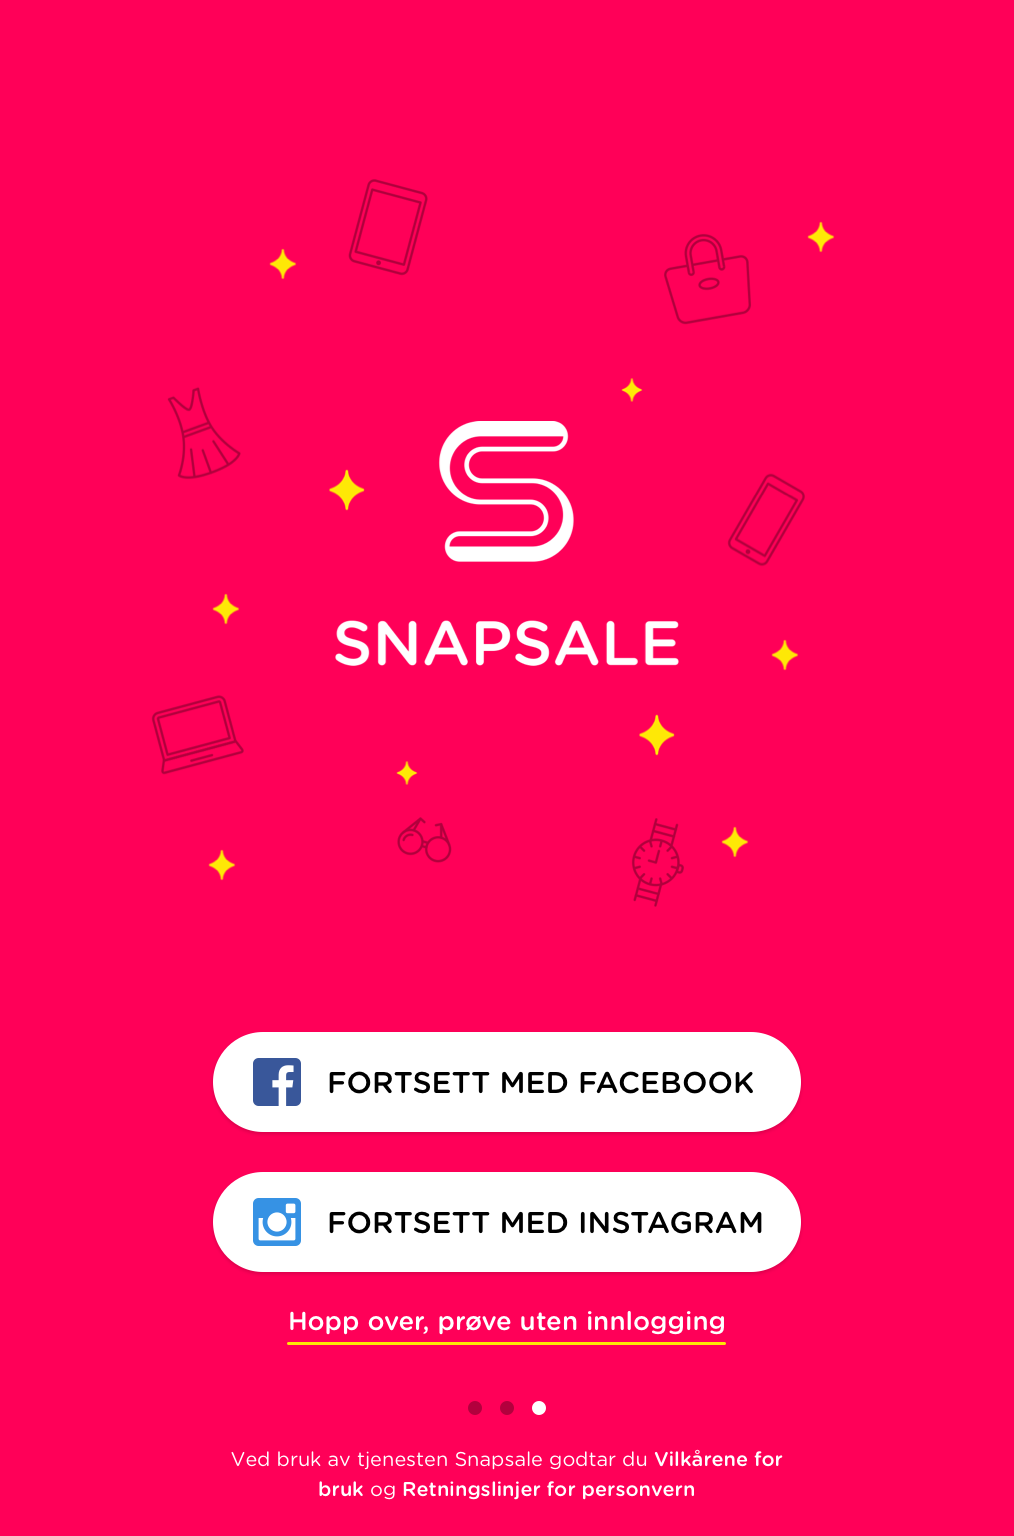 SNAPSALE
FORTSETT MED FACEBOOK
FORTSETT MED INSTAGRAM
Hopp over, prøve uten innlogging
Ved bruk av tjenesten Snapsale godtar du Vilkårene for
bruk og Retningslinjer for personvern